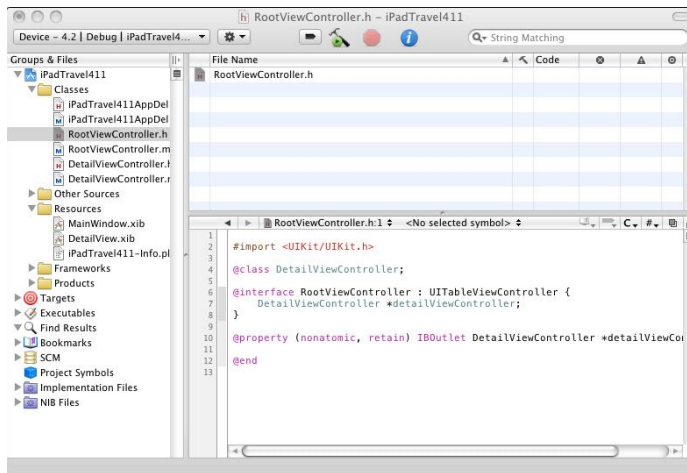 RootViewController.h – iPadTravel411
Device – 4.2 | Debug | iPadTravel4...
String Matching
Groups & Files
File Name
Code
iPadTravel411
RootViewController.h
Classes
iPadTravel411AppDel
iPadTravel411AppDel
RootViewController.h
RootViewController.m
DetailViewController.h
DetailViewController.r
Other Sources
Resources
MainWindow.xib
DetailView.xib
iPadTravel411-Info.pl
Frameworks
Products
Targets
Executables
Find Results
Bookmarks
SCM
Project Symbols
Implementation Files
NIB Files
RootViewController.h:1 <No selected symbol> C #
1
2 #import <UIKit/UIKit.h>
3
4 @class DetailViewController;
5
6 @interface RootViewController : UITableViewController {
7 DetailViewController *detailViewController;
8 }
9
10 @property (nonatomic, retain) IBOutlet DetailViewController *detailViewCo
11
12 @end
13